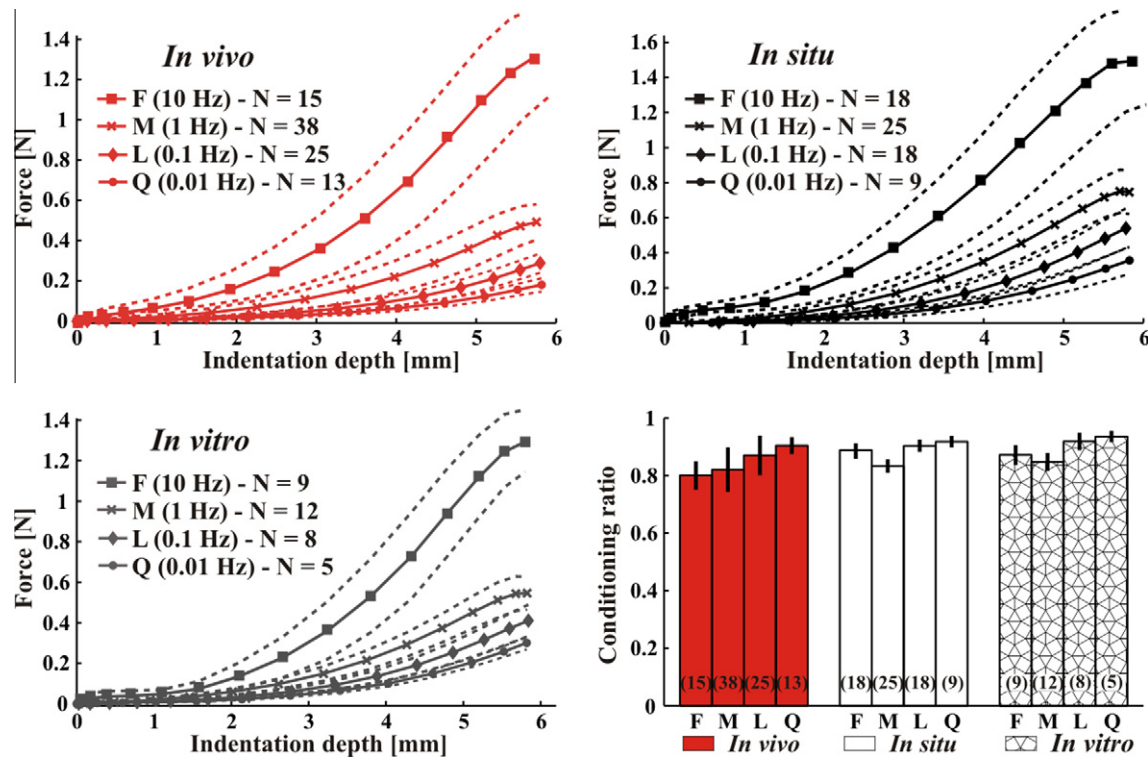 In vivo
F (10 Hz) - N = 15
M (1 Hz) - N = 38
L (0.1 Hz) - N = 25
Q (0.01 Hz) - N = 13
Force [N]
1.4
1.2
1
0.8
0.6
0.4
0.2
0
0 1 2 3 4 5 6
Indentation depth [mm]
In situ
F (10 Hz) - N = 18
M (1 Hz) - N = 25
L (0.1 Hz) - N = 18
Q (0.01 Hz) - N = 9
Force [N]
1.6
1.4
1.2
1
0.8
0.6
0.4
0.2
0
0 1 2 3 4 5 6
Indentation depth [mm]
In vitro
F (10 Hz) - N = 9
M (1 Hz) - N = 12
L (0.1 Hz) - N = 8
Q (0.01 Hz) - N = 5
Force [N]
1.4
1.2
1
0.8
0.6
0.4
0.2
0
0 1 2 3 4 5 6
Indentation depth [mm]
Conditioning ratio
1
0.8
0.6
0.4
0.2
0
(15) (38) (25) (13) (18) (25) (18) (9) (9) (12) (8) (5)
F M L Q F M L Q F M L Q
In vivo In situ In vitro